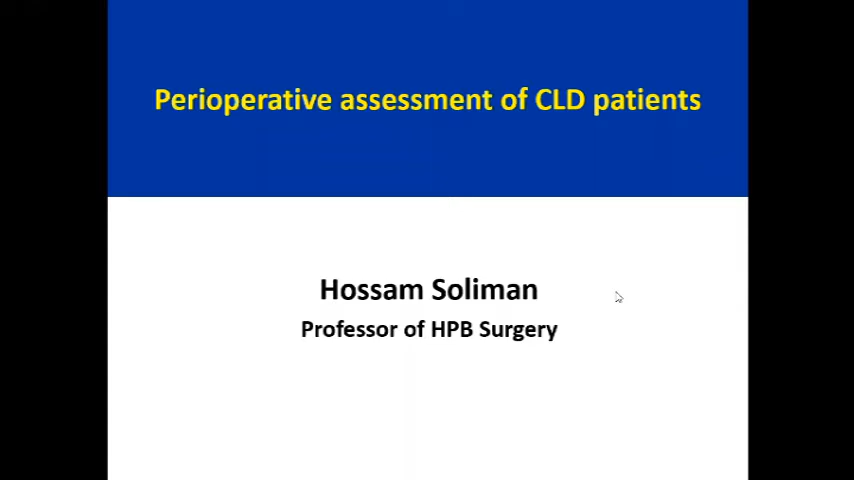 Perioperative assessment of CLD patients
Hossam Soliman
Professor of HPB Surgery